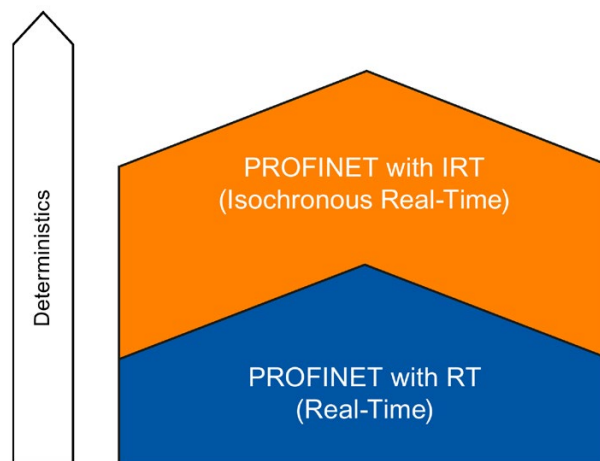 Deterministics
PROFINET with IRT
(Isochronous Real-Time)
PROFINET with RT
(Real-Time)